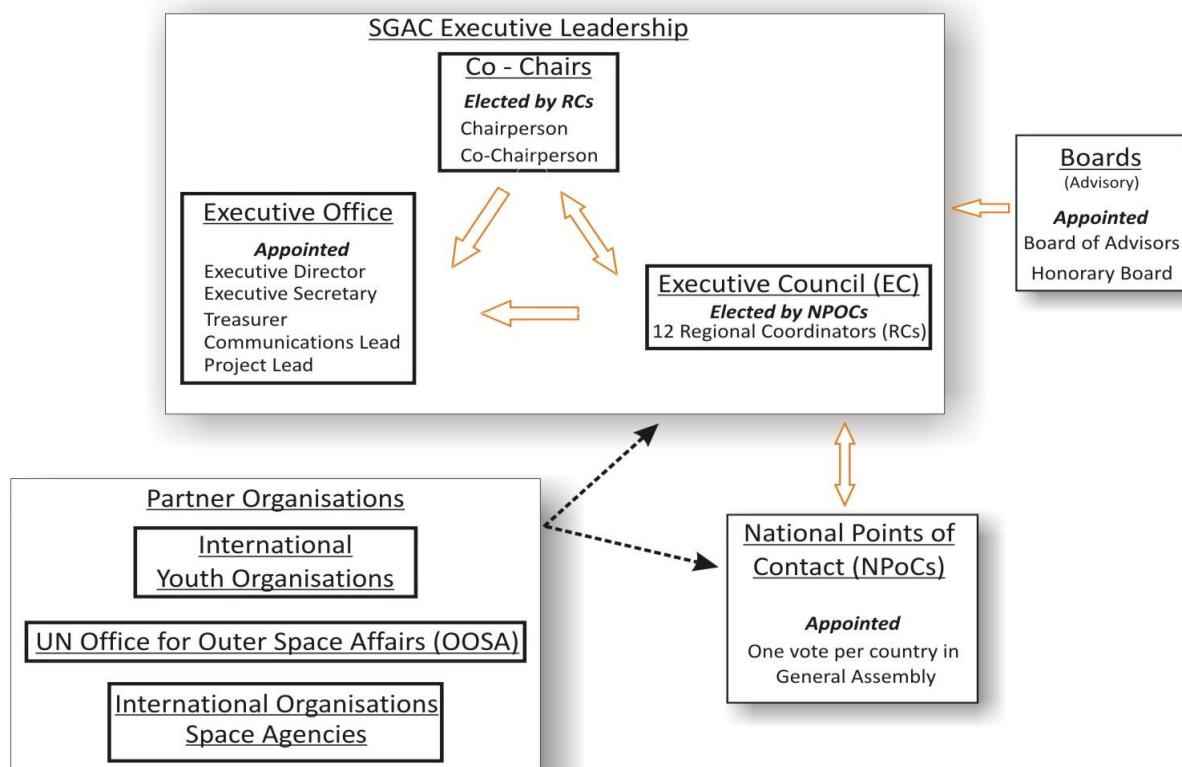 SGAC Executive Leadership
Co - Chairs
Elected by RCs
Chairperson
Co-Chairperson
Executive Office
Appointed
Executive Director
Executive Secretary
Treasurer
Communications Lead
Project Lead
Executive Council (EC)
Elected by NPOCs
12 Regional Coordinators (RCs)
Boards
(Advisory)
Appointed
Board of Advisors
Honorary Board
Partner Organisations
International
Youth Organisations
UN Office for Outer Space Affairs (OOSA)
International Organisations
Space Agencies
National Points of
Contact (NPoCs)
Appointed
One vote per country in
General Assembly